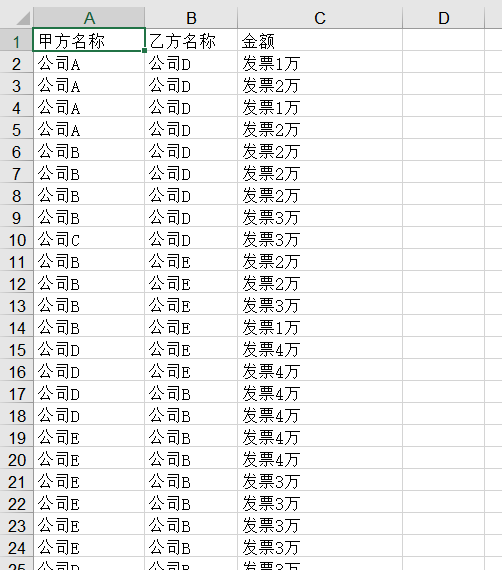 A B C D
1 甲方名称 乙方名称 金额
2 公司A 公司D 发票1万
3 公司A 公司D 发票2万
4 公司A 公司D 发票1万
5 公司A 公司D 发票2万
6 公司B 公司D 发票2万
7 公司B 公司D 发票2万
8 公司B 公司D 发票2万
9 公司B 公司D 发票3万
10 公司C 公司D 发票3万
11 公司B 公司E 发票2万
12 公司B 公司E 发票2万
13 公司B 公司E 发票3万
14 公司B 公司E 发票1万
15 公司D 公司E 发票4万
16 公司D 公司E 发票4万
17 公司D 公司B 发票4万
18 公司D 公司B 发票4万
19 公司E 公司B 发票4万
20 公司E 公司B 发票4万
21 公司E 公司B 发票3万
22 公司E 公司B 发票3万
23 公司E 公司B 发票3万
24 公司E 公司B 发票3万
25 公司D 公司B 发票3万